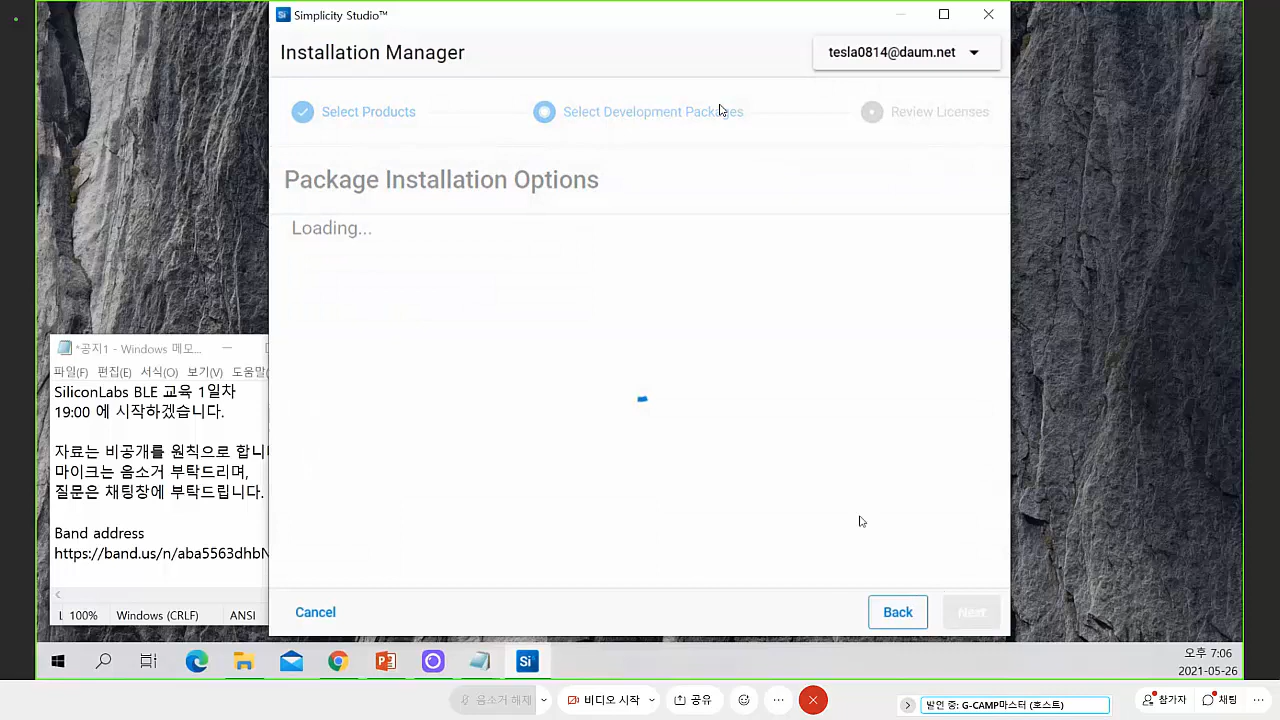 Simplicity Studio™
Installation Manager
tesla0814@daum.net
Select Products
Select Development Packages
Review Licenses
Package Installation Options
Loading...
*공지1 - Windows 메모...
파일(F) 편집(E) 서식(O) 보기(V) 도움말(
SiliconLabs BLE 교육 1일차
19:00 에 시작하겠습니다.
자료는 비공개를 원칙으로 합니
마이크는 음소거 부탁드리며,
질문은 채팅창에 부탁드립니다.
Band address
https://band.us/n/aba5563dhbN
100% Windows (CRLF) ANSI
Cancel
Back
Next
Si
오후 7:06
2021-05-26
음소거 해제
비디오 시작
공유
발언 중: G-CAMP마스터 (호스트)
참가자
채팅